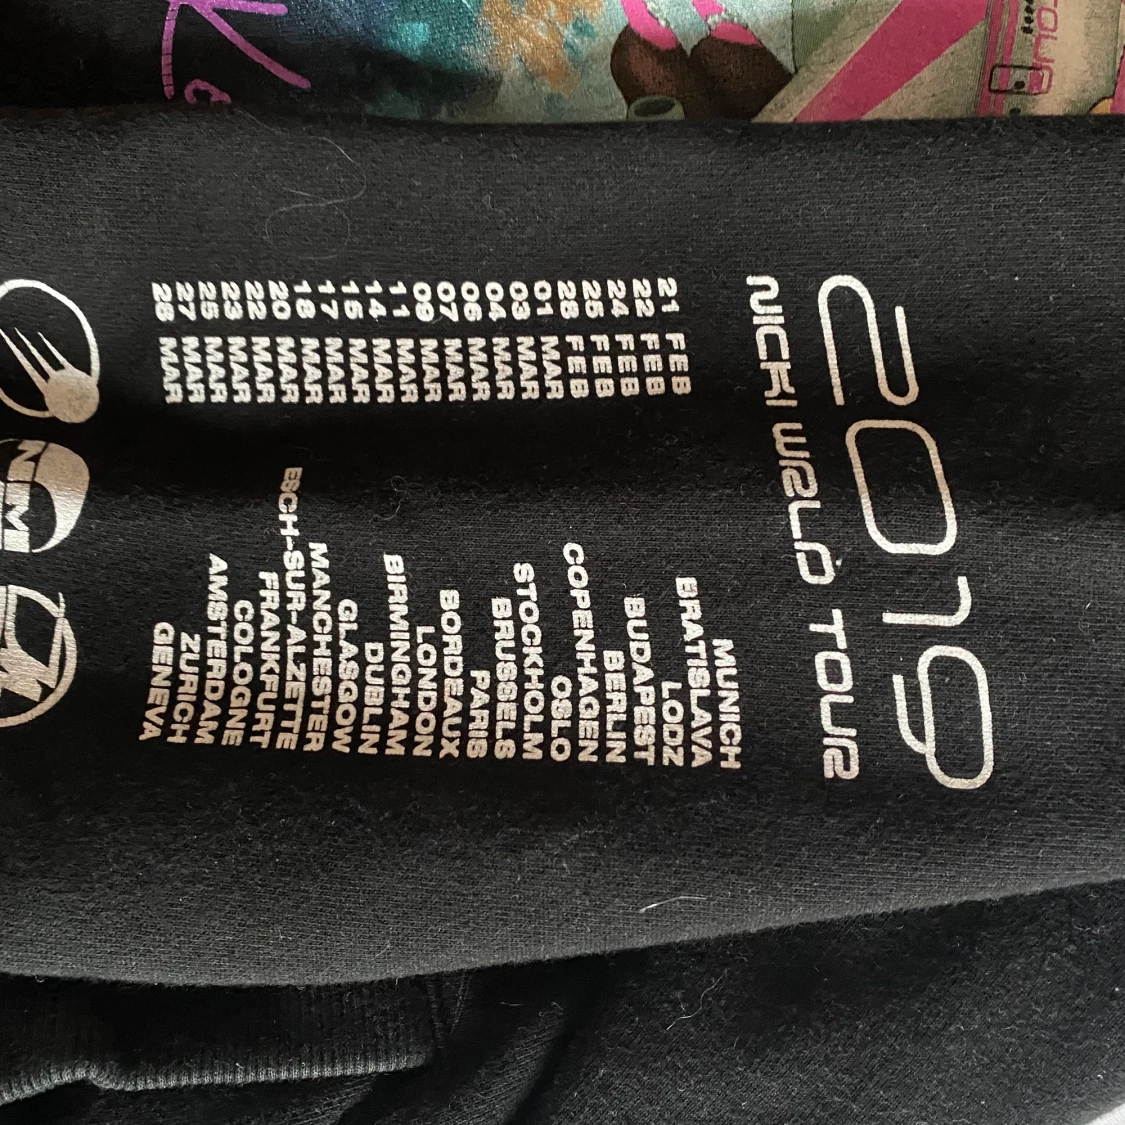 2019
NICKI WRLD TOUR
21 FEB MUNICH
22 FEB BRATISLAVA
24 FEB LODZ
25 FEB BUDAPEST
28 FEB BERLIN
01 MAR COPENHAGEN
03 MAR OSLO
04 MAR STOCKHOLM
06 MAR BRUSSELS
07 MAR PARIS
09 MAR BORDEAUX
11 MAR LONDON
14 MAR BIRMINGHAM
15 MAR DUBLIN
17 MAR GLASGOW
18 MAR MANCHESTER
20 MAR ESCH-SUR-ALZETTE
22 MAR FRANKFURT
23 MAR COLOGNE
25 MAR AMSTERDAM
27 MAR ZURICH
28 MAR GENEVA
NM